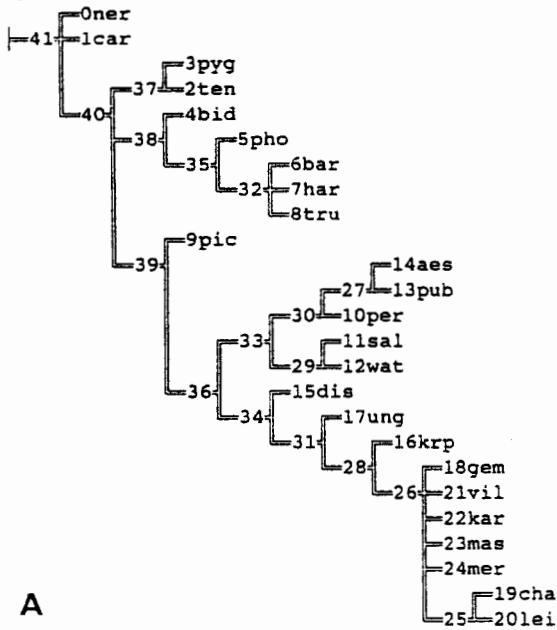 0ner
41 1car
3pyg
37 2ten
40 4bid
38 5pho
35 6bar
32 7har
8tru
9pic
39 14aes
27 13pub
30 10per
33 11sal
29 12wat
36 15dis
34 17ung
31 16krp
28 18gem
26 21vil
22kar
23mas
24mer
19cha
A 25 20lei